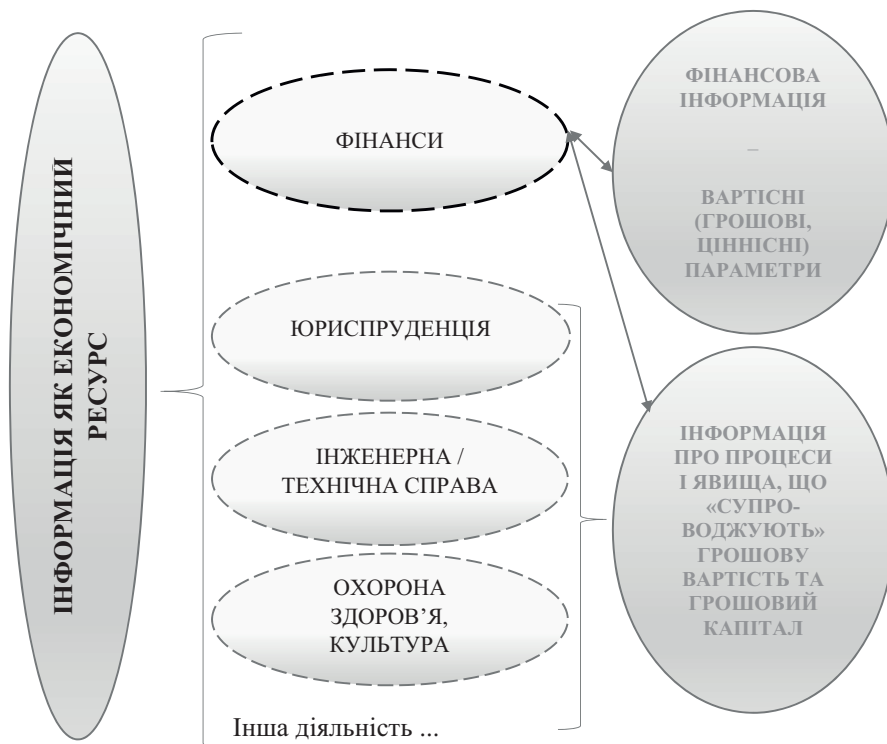 ІНФОРМАЦІЯ ЯК ЕКОНОМІЧНИЙ
РЕСУРС
ФІНАНСИ
ЮРИСПРУДЕНЦІЯ
ІНЖЕНЕРНА /
ТЕХНІЧНА СПРАВА
ОХОРОНА
ЗДОРОВ’Я,
КУЛЬТУРА
Інша діяльність ...
ФІНАНСОВА
ІНФОРМАЦІЯ
–
ВАРТІСНІ
(ГРОШОВІ,
ЦІННІСНІ)
ПАРАМЕТРИ
ІНФОРМАЦІЯ
ПРО ПРОЦЕСИ
І ЯВИЩА, ЩО
«СУПРО-
ВОДЖУЮТЬ»
ГРОШОВУ
ВАРТІСТЬ ТА
ГРОШОВИЙ
КАПІТАЛ